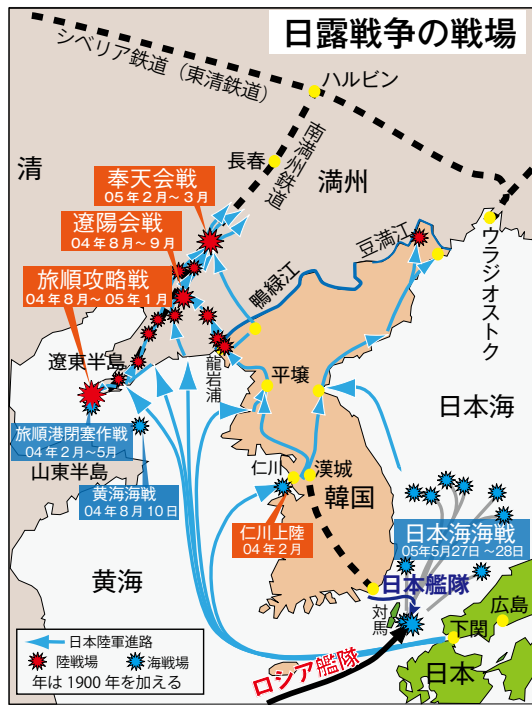 日露戦争の戦場
シベリア鉄道（東清鉄道）
ハルビン
南満州鉄道
長春
清
満州
奉天会戦
05年2月～3月
遼陽会戦
04年8月～9月
旅順攻略戦
04年8月～05年1月
豆満江
鴨緑江
ウラジオストク
遼東半島
龍岩浦
平壌
日本海
旅順港閉塞作戦
04年2月～5月
山東半島
黄海海戦
04年8月10日
仁川
漢城
韓国
仁川上陸
04年2月
日本海海戦
05年5月27日～28日
黄海
日本艦隊
対馬
広島
下関
日本
ロシア艦隊
日本陸軍進路
陸戦場
海戦場
年は1900年を加える